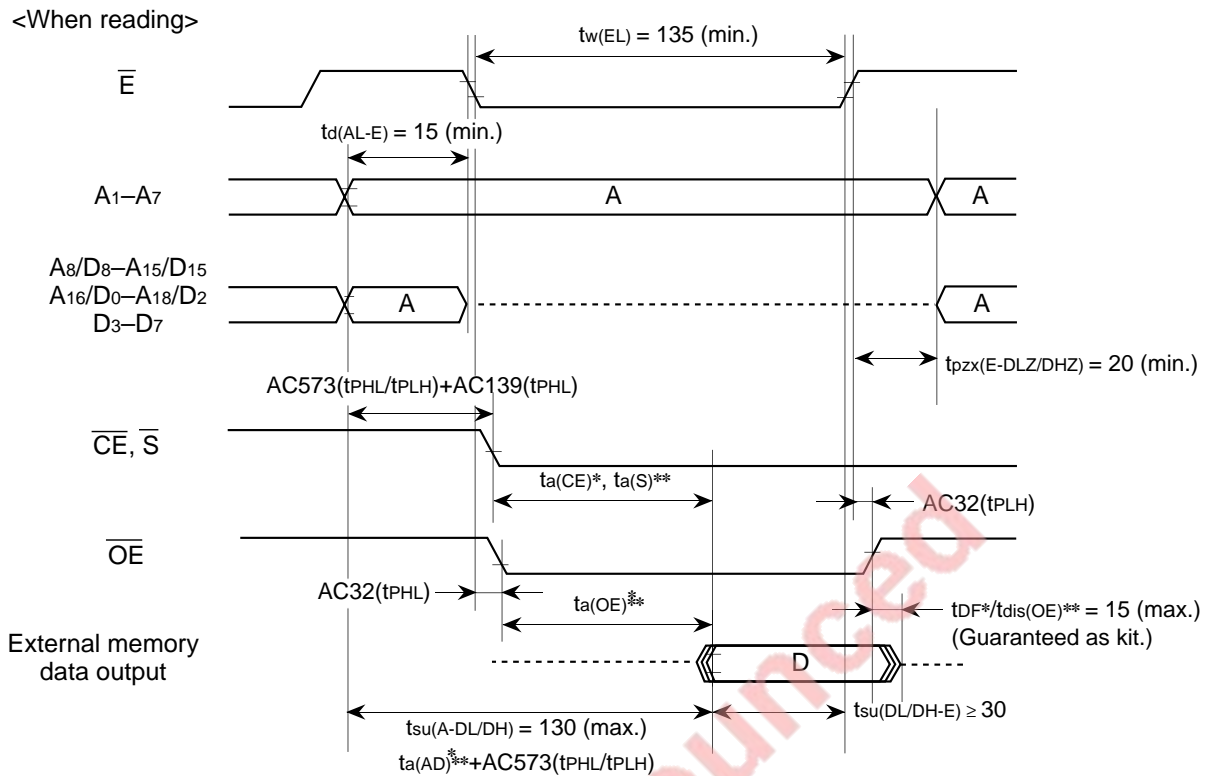 <When reading>
tw(EL) = 135 (min.)
E
td(AL-E) = 15 (min.)
A1–A7
A
A
A8/D8–A15/D15
A16/D0–A18/D2
D3–D7
A
A
tpzx(E-DLZ/DHZ) = 20 (min.)
AC573(tPHL/tPLH)+AC139(tPHL)
CE, S
ta(CE)*, ta(S)**
AC32(tPLH)
OE
AC32(tPHL)
ta(OE)***
tDF*/tdis(OE)** = 15 (max.)
(Guaranteed as kit.)
External memory
data output
D
tsu(A-DL/DH) = 130 (max.)
tsu(DL/DH-E) ≥ 30
ta(AD)***+AC573(tPHL/tPLH)
ounced